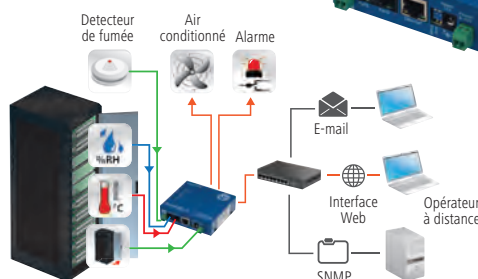 Detecteur
de fumée
Air
conditionné
Alarme
%RH
°C
E-mail
Interface
Web
Opérateur
à distance
SNMP